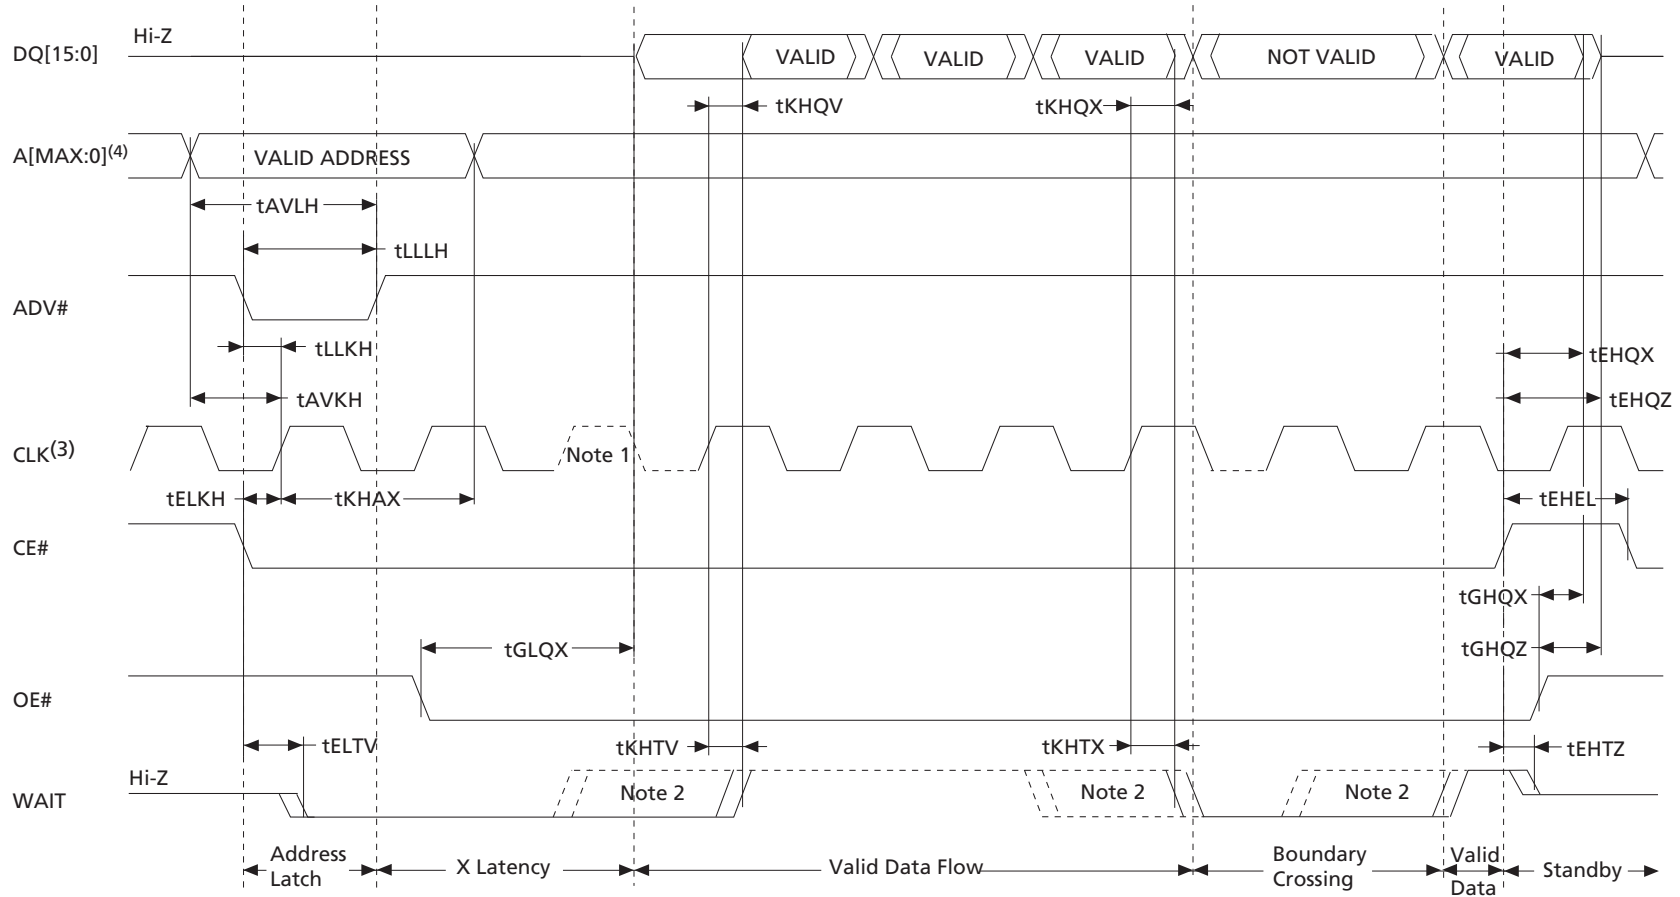 Hi-Z
DQ[15:0]
VALID
VALID
VALID
NOT VALID
VALID
tKHQV
tKHQX
A[MAX:0](4)
VALID ADDRESS
tAVLH
tLLLH
ADV#
tLLKH
tEHQX
tAVKH
tEHQZ
CLK(3)
Note 1
tELKH
tKHAX
tEHEL
CE#
tGHQX
tGLQX
tGHQZ
OE#
tELTV
tKHTV
tKHTX
tEHTZ
Hi-Z
WAIT
Note 2
Note 2
Note 2
Address
Latch
X Latency
Valid Data Flow
Boundary
Crossing
Valid
Data
Standby